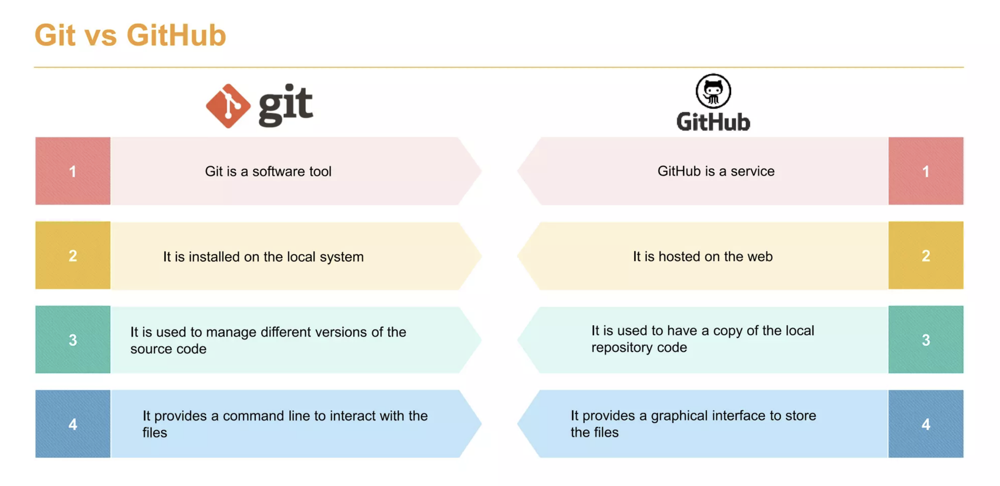 Git vs GitHub
git
GitHub
1
Git is a software tool
GitHub is a service
1
2
It is installed on the local system
It is hosted on the web
2
3
It is used to manage different versions of the
source code
It is used to have a copy of the local
repository code
3
4
It provides a command line to interact with the
files
It provides a graphical interface to store
the files
4